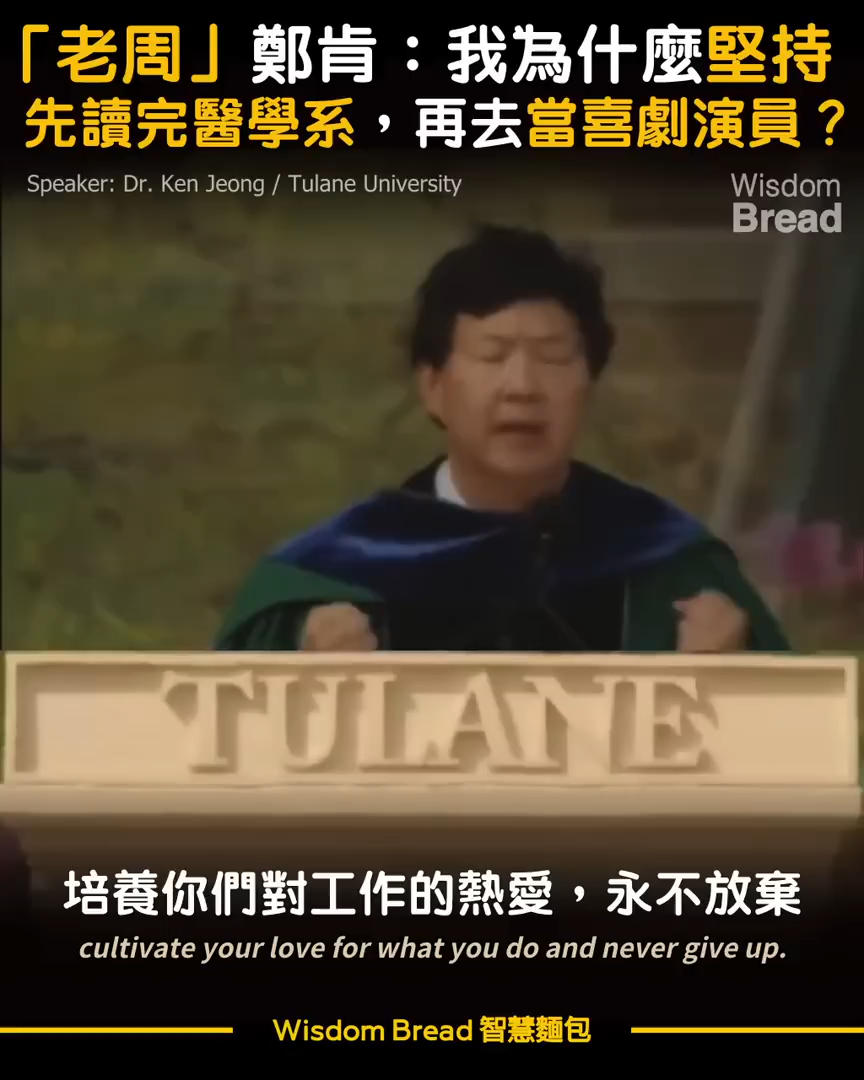 「老周」鄭肯：我為什麼堅持
先讀完醫學系，再去當喜劇演員？
Speaker: Dr. Ken Jeong / Tulane University
Wisdom
Bread
TULANE
培養你們對工作的熱愛，永不放棄
cultivate your love for what you do and never give up.
Wisdom Bread 智慧麵包